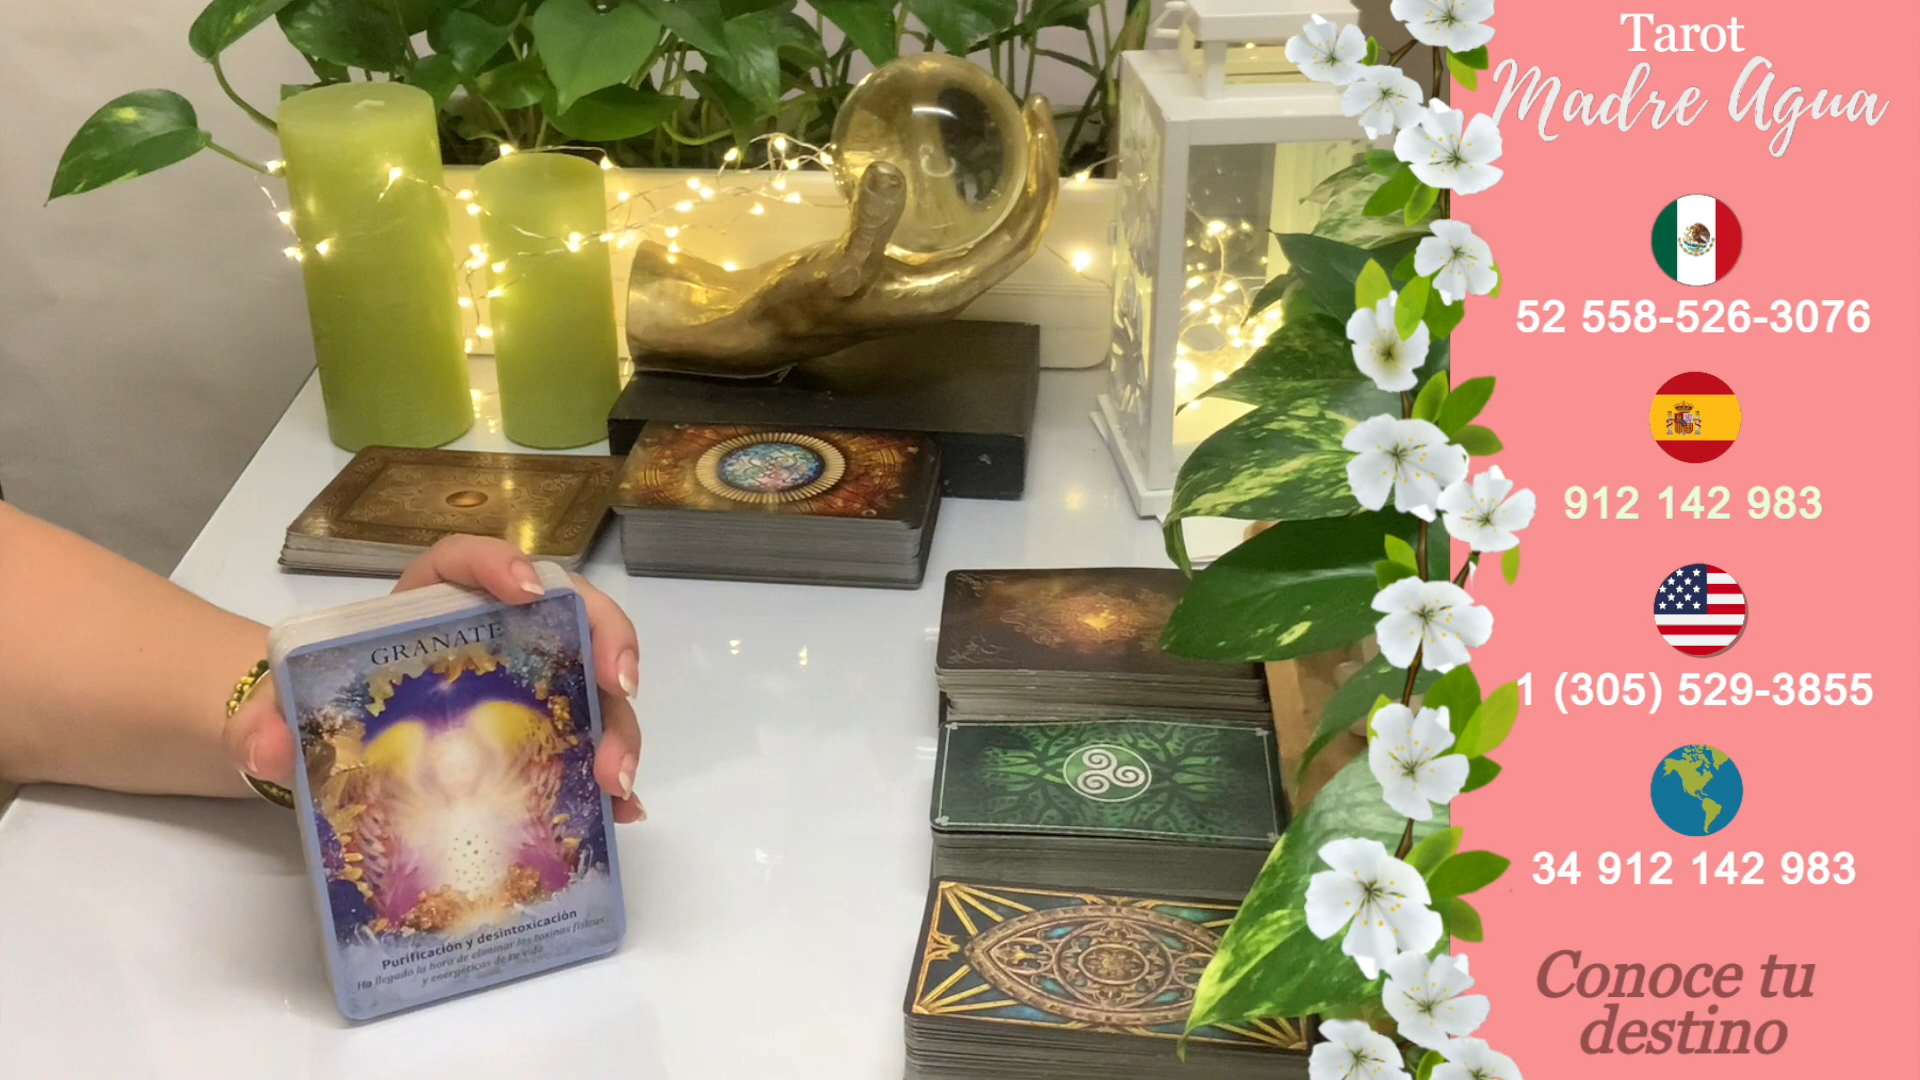 Tarot
Madre Agua
52 558-526-3076
912 142 983
1 (305) 529-3855
34 912 142 983
Conoce tu
destino
GRANATE
Purificación y desintoxicación
Ha llegado la hora de eliminar las toxinas físicas
y energéticas de tu vida